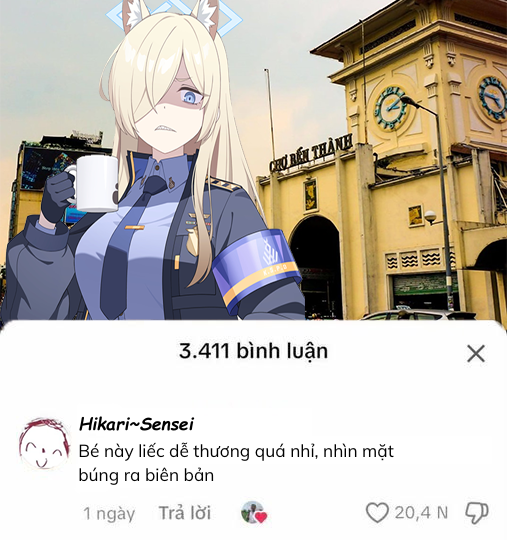 CHỢ BẾN THÀNH
3.411 bình luận
Hikari~Sensei
Bé này liếc dễ thương quá nhỉ, nhìn mặt
búng ra biên bản
1 ngày Trả lời 20,4 N